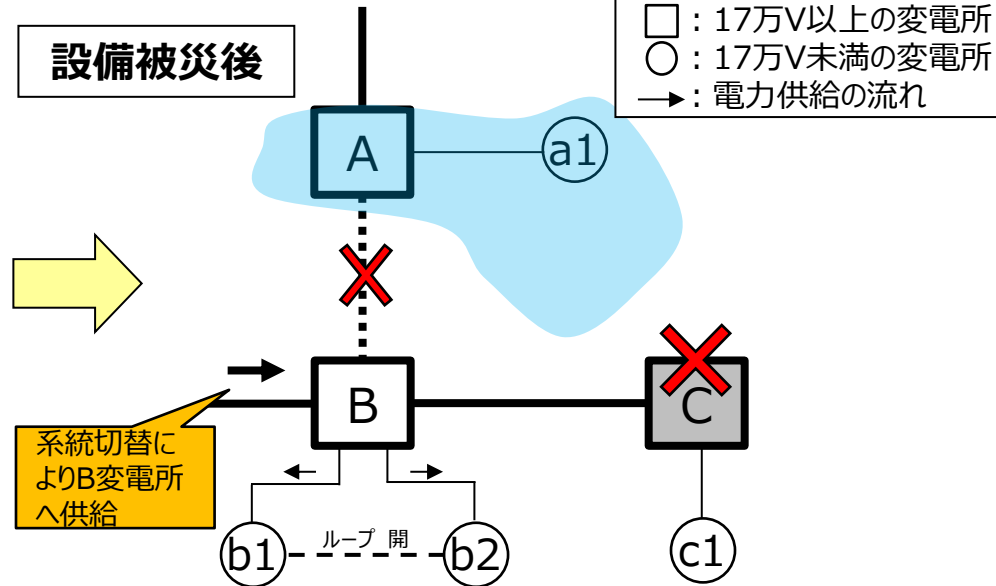 設備被災後
□：17万V以上の変電所
○：17万V未満の変電所
→：電力供給の流れ
A
a1
B
C
系統切替に
よりB変電所
へ供給
b1
ループ 開
b2
c1